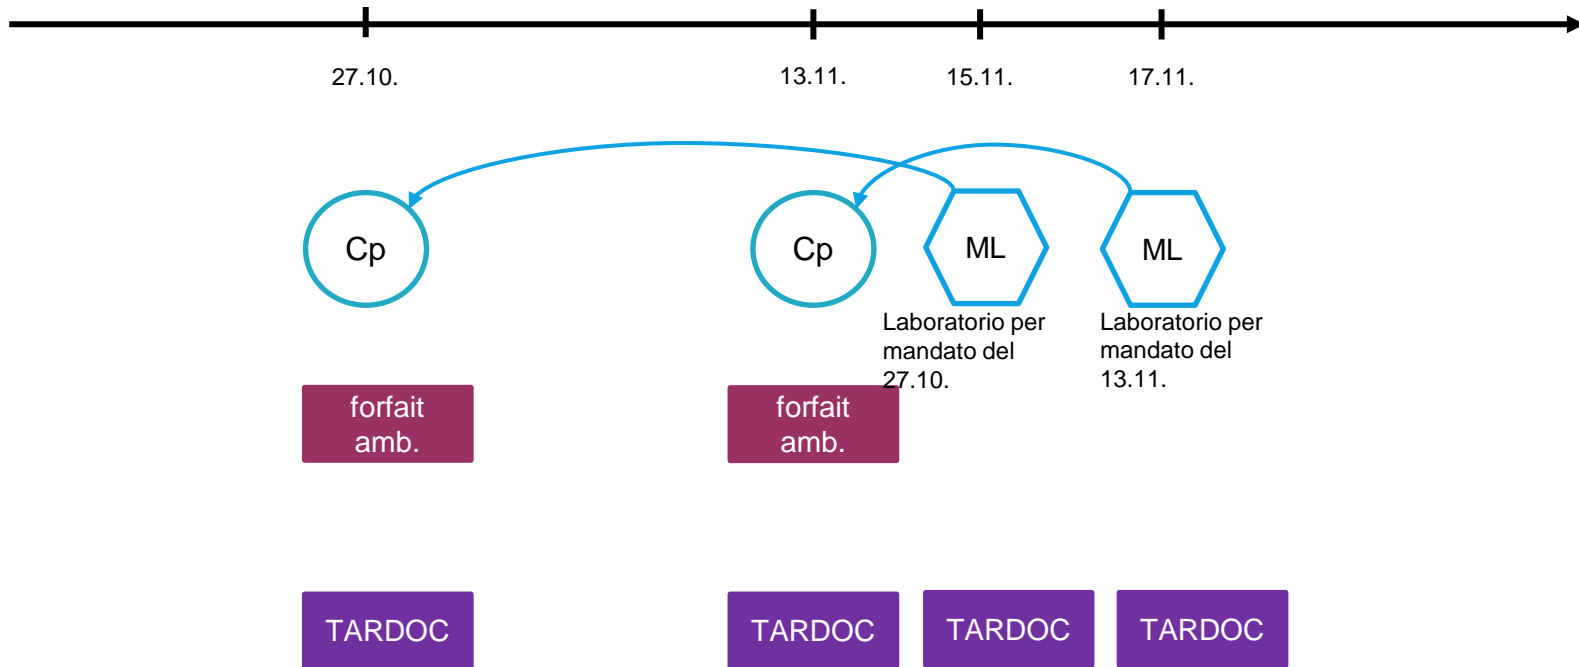 27.10.
13.11.
15.11.
17.11.
Cp
Cp
ML
ML
Laboratorio per
mandato del
27.10.
Laboratorio per
mandato del
13.11.
forfait
amb.
forfait
amb.
TARDOC
TARDOC
TARDOC
TARDOC